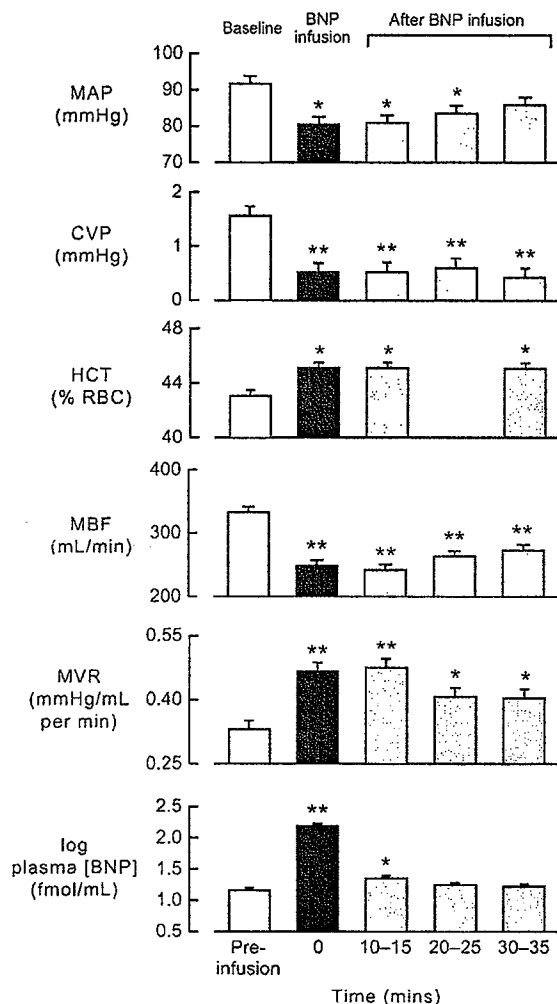 Baseline
BNP
infusion
After BNP infusion
MAP
(mmHg)
100
90
80
70
*
*
*
CVP
(mmHg)
2
1
0
**
**
**
**
HCT
(% RBC)
48
44
40
*
*
*
MBF
(mL/min)
400
300
200
**
**
**
**
MVR
(mmHg/mL
per min)
0.55
0.40
0.25
**
**
*
*
log
plasma [BNP]
(fmol/mL)
2.5
2.0
1.5
1.0
0.5
**
*
Pre-
infusion
0
10–15
20–25
30–35
Time (mins)